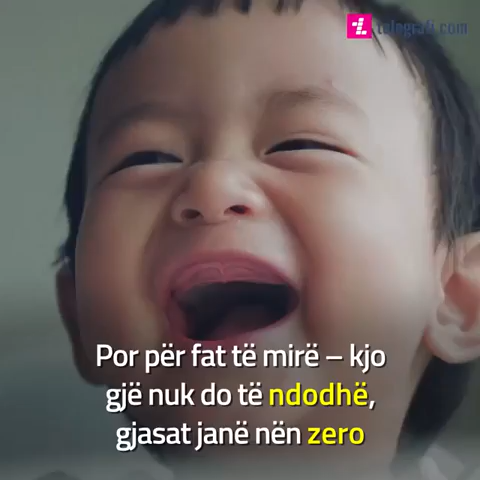 telegrafi.com
Por për fat të mirë – kjo
gjë nuk do të ndodhë,
gjasat janë nën zero